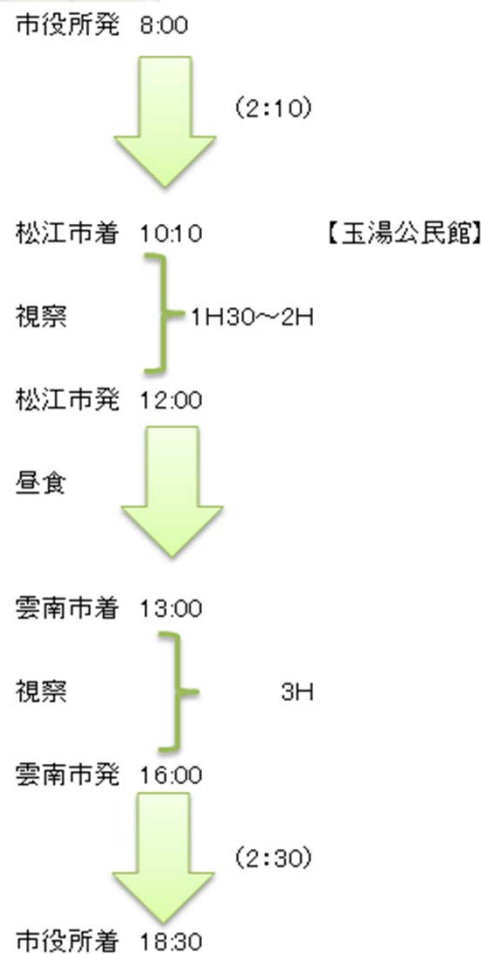 市役所発 8:00
(2:10)
松江市着 10:10 【玉湯公民館】
視察 1H30～2H
松江市発 12:00
昼食
雲南市着 13:00
視察 3H
雲南市発 16:00
(2:30)
市役所着 18:30